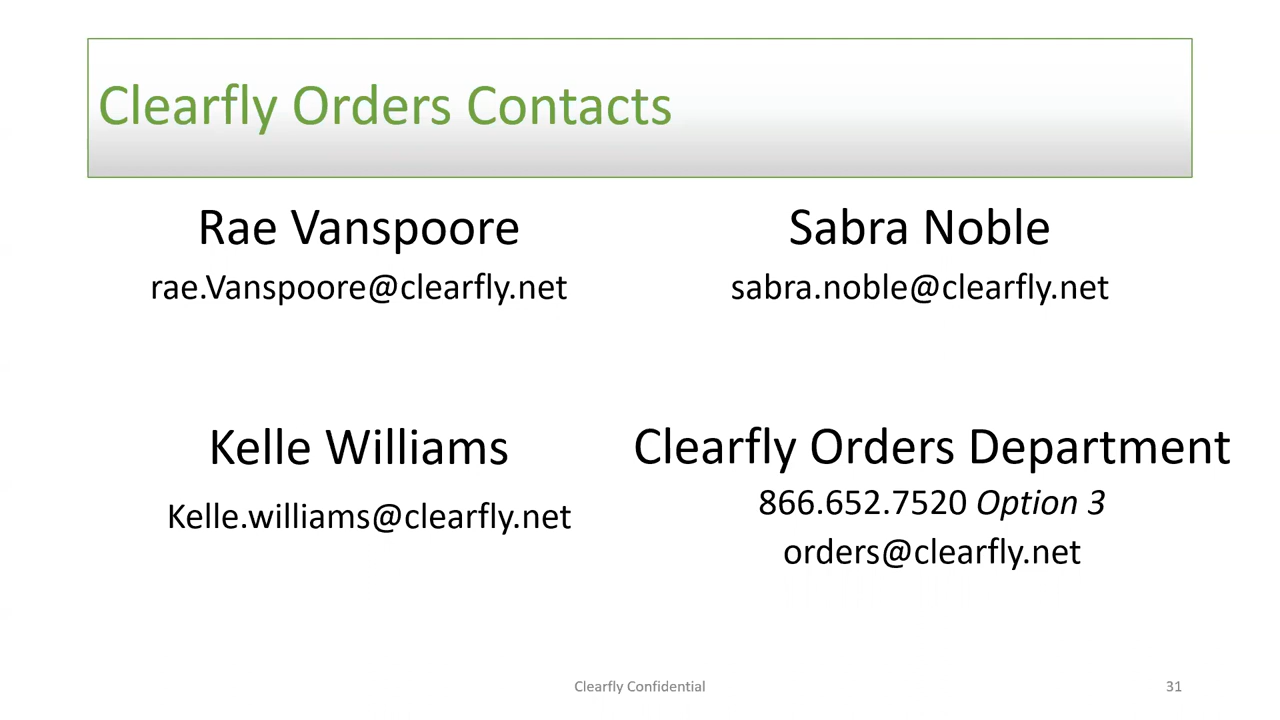 Clearfly Orders Contacts
Rae Vanspoore
rae.Vanspoore@clearfly.net
Sabra Noble
sabra.noble@clearfly.net
Kelle Williams
Kelle.williams@clearfly.net
Clearfly Orders Department
866.652.7520 Option 3
orders@clearfly.net
Clearfly Confidential
31